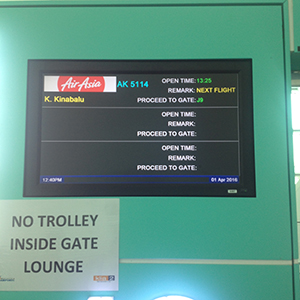 AirAsia AK 5114 OPEN TIME: 13:25
REMARK: NEXT FLIGHT
K. Kinabalu PROCEED TO GATE: J9
OPEN TIME:
REMARK:
PROCEED TO GATE:
OPEN TIME:
REMARK:
PROCEED TO GATE:
12:40PM 01 Apr 2016
NO TROLLEY
INSIDE GATE
LOUNGE